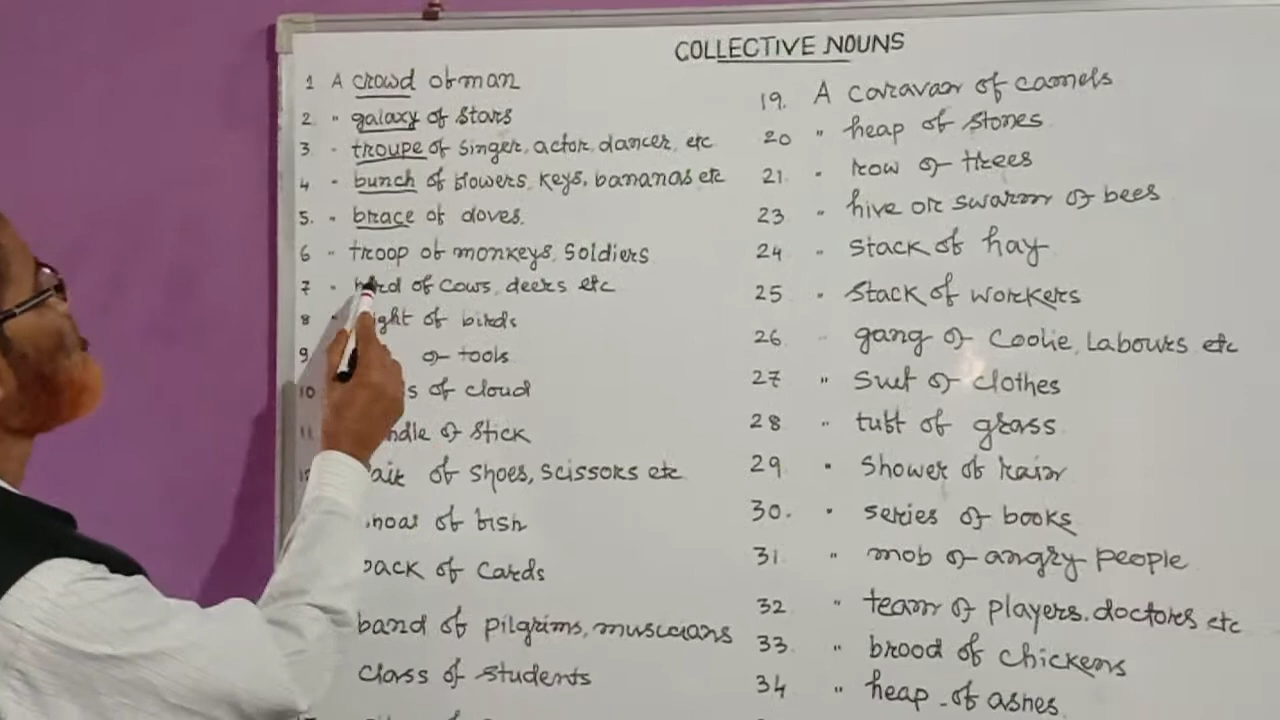 COLLECTIVE NOUNS
1 A crowd of man
2 " galaxy of stars
3 " troupe of singer, actor, dancer, etc
4 " bunch of flowers, keys, bananas etc
5. " brace of doves.
6 " troop of monkeys, soldiers
7 " of cows, deers etc
8 of birds
9 of tools
10 of cloud
11 of stick
12 of shoes, scissors etc
of fish
pack of cards
band of pilgrims, musicians
class of students
19. A caravan of camels
20 " heap of stones
21 " row of trees
23 " hive or swarm of bees
24 " stack of hay
25 " stack of workers
26 gang of coolie, labours etc
27 " suit of clothes
28 " tuft of grass
29 " shower of rain
30. " series of books
31 " mob of angry people
32 " team of players, doctores etc
33 " brood of chickens
34 " heap of ashes